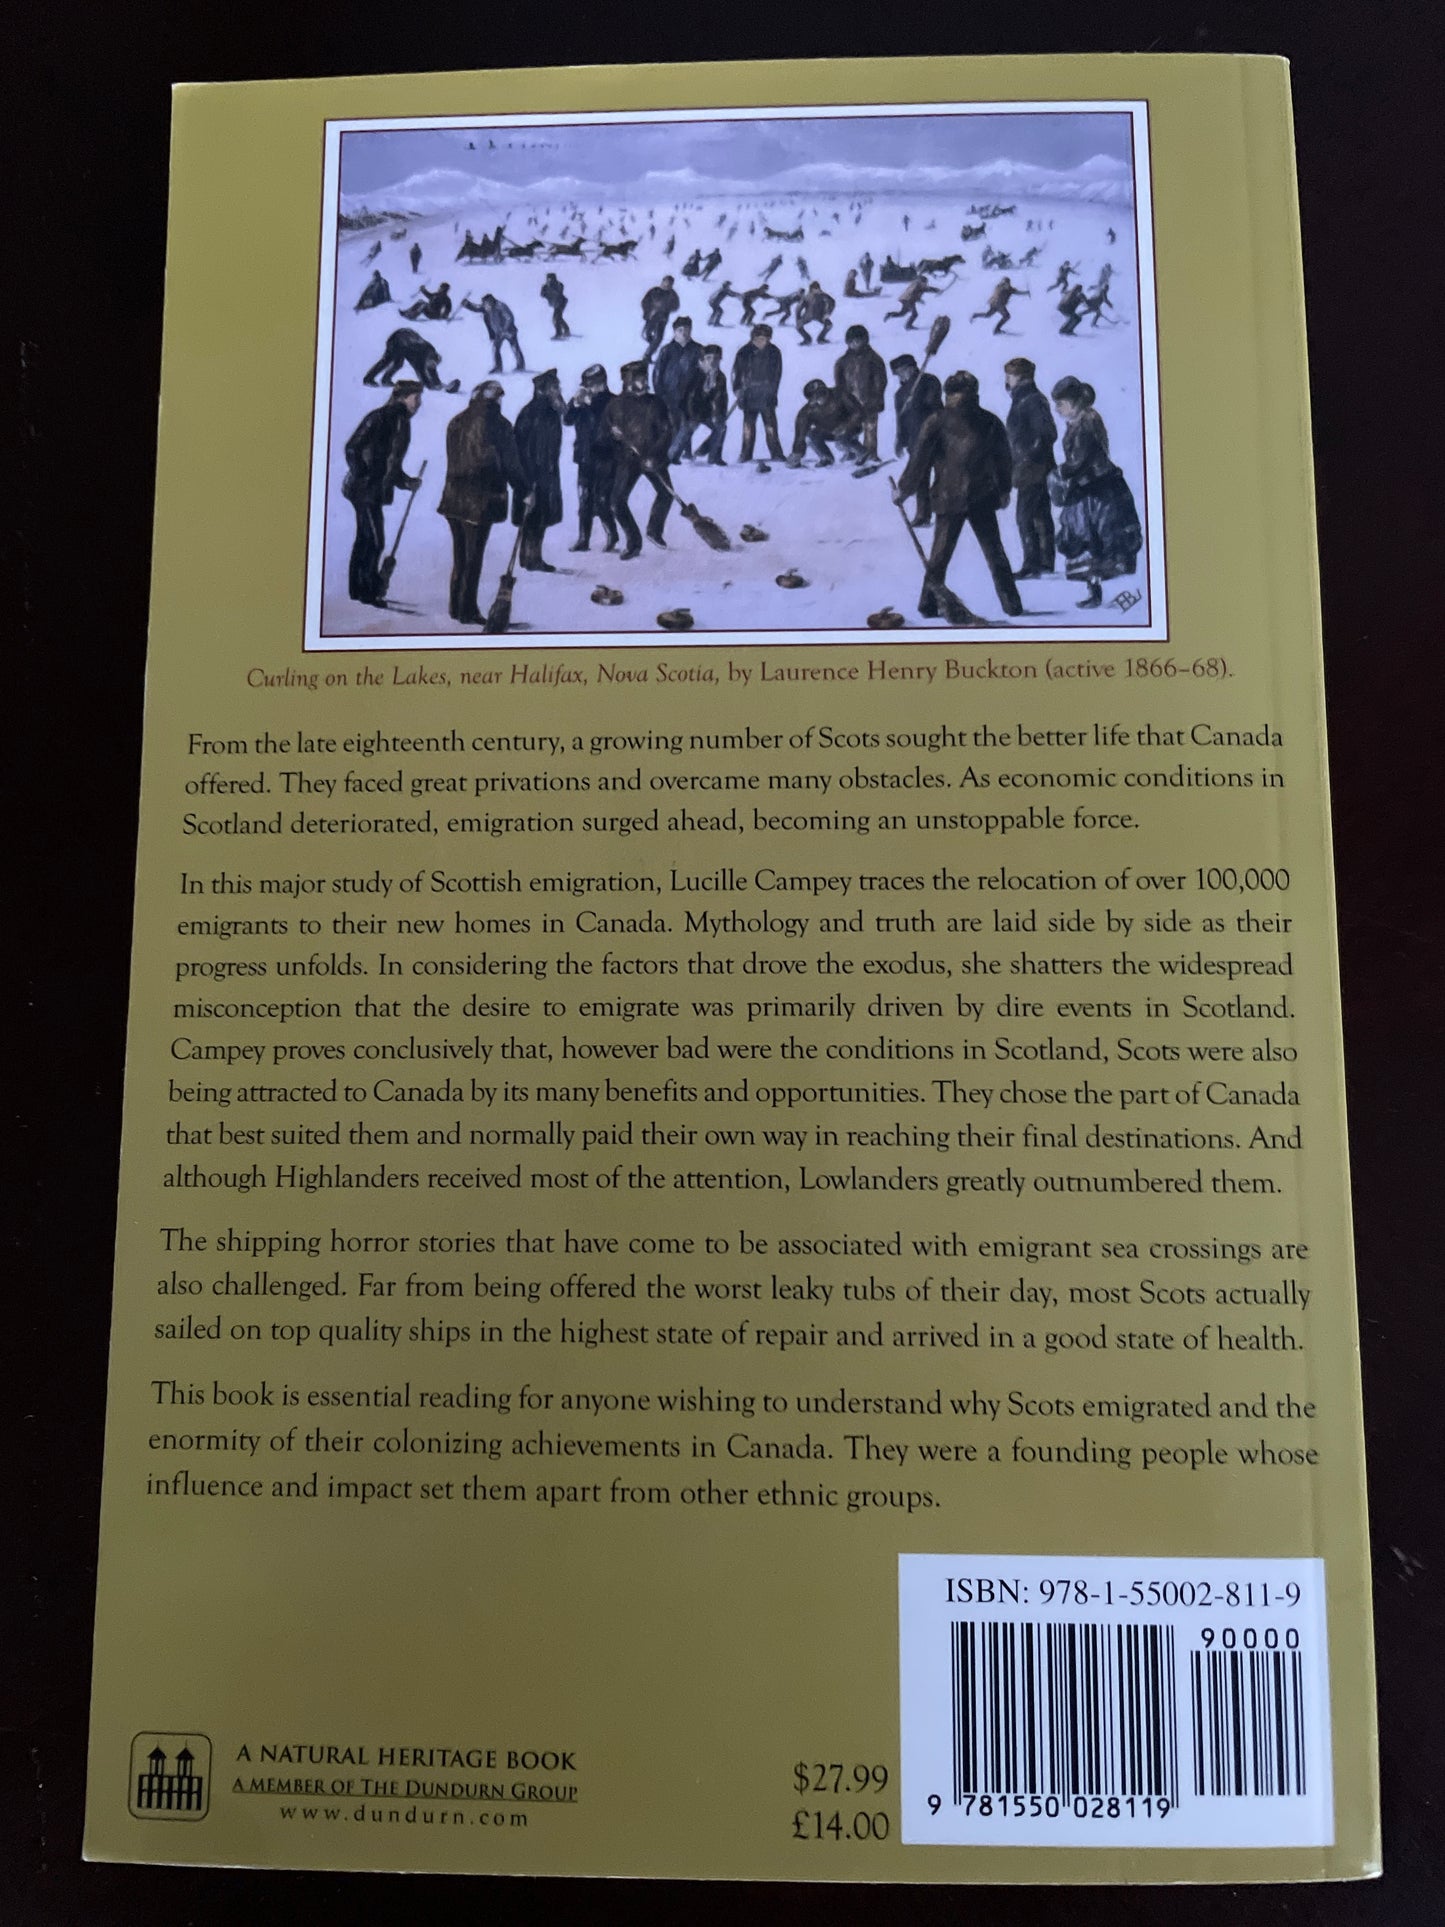 Curling on the Lakes, near Halifax, Nova Scotia, by Laurence Henry Buckton (active 1866–68).
From the late eighteenth century, a growing number of Scots sought the better life that Canada
offered. They faced great privations and overcame many obstacles. As economic conditions in
Scotland deteriorated, emigration surged ahead, becoming an unstoppable force.
In this major study of Scottish emigration, Lucille Campey traces the relocation of over 100,000
emigrants to their new homes in Canada. Mythology and truth are laid side by side as their
progress unfolds. In considering the factors that drove the exodus, she shatters the widespread
misconception that the desire to emigrate was primarily driven by dire events in Scotland.
Campey proves conclusively that, however bad were the conditions in Scotland, Scots were also
being attracted to Canada by its many benefits and opportunities. They chose the part of Canada
that best suited them and normally paid their own way in reaching their final destinations. And
although Highlanders received most of the attention, Lowlanders greatly outnumbered them.
The shipping horror stories that have come to be associated with emigrant sea crossings are
also challenged. Far from being offered the worst leaky tubs of their day, most Scots actually
sailed on top quality ships in the highest state of repair and arrived in a good state of health.
This book is essential reading for anyone wishing to understand why Scots emigrated and the
enormity of their colonizing achievements in Canada. They were a founding people whose
influence and impact set them apart from other ethnic groups.
ISBN: 978-1-55002-811-9
90000
9 781550 028119
A NATURAL HERITAGE BOOK
A MEMBER OF THE DUNDURN GROUP
www.dundurn.com
$27.99
£14.00